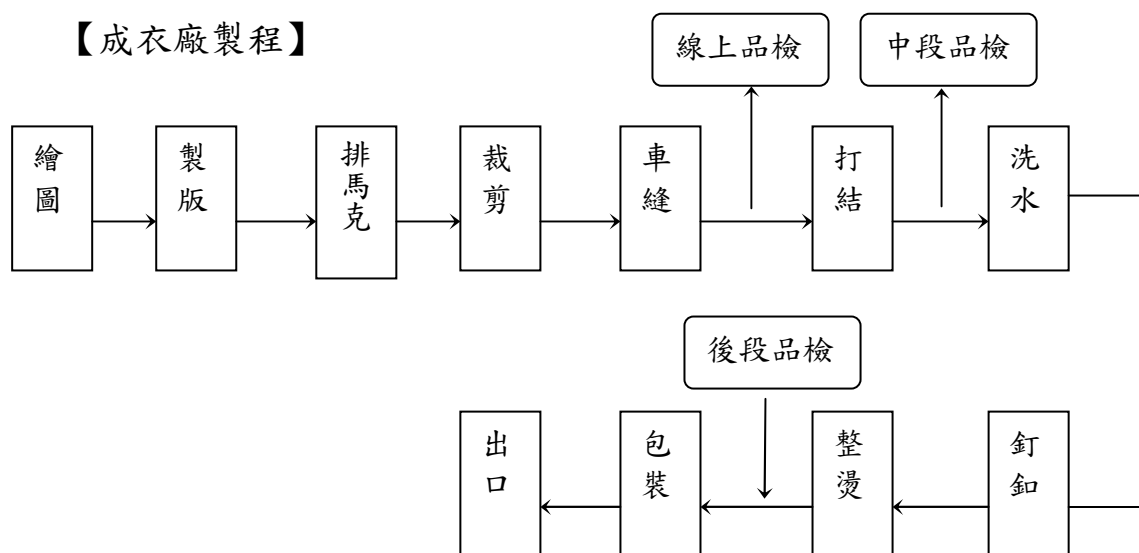 【成衣廠製程】
線上品檢
中段品檢
繪圖
製版
排馬克
裁剪
車縫
打結
洗水
後段品檢
出口
包裝
整燙
釘釦